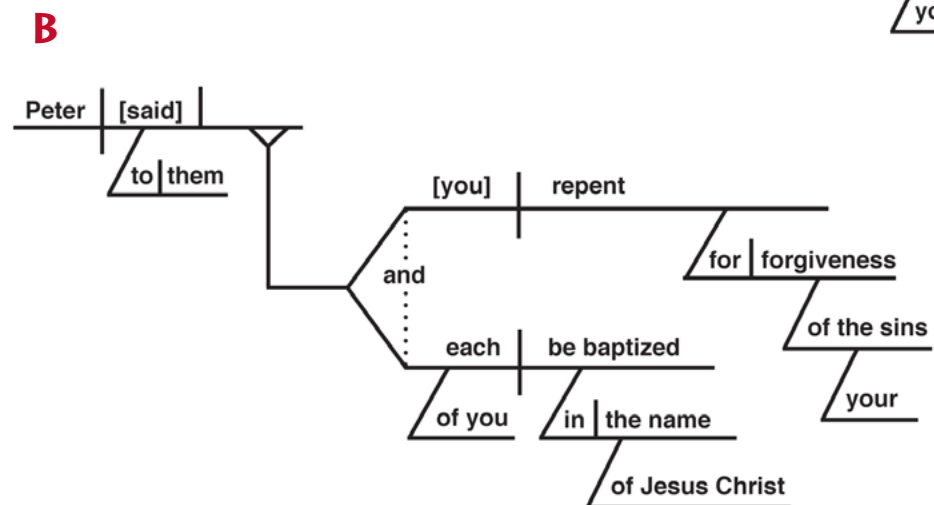 B
Peter [said]
to them
[you] repent
for forgiveness
of the sins
your
and
each be baptized
of you
in the name
of Jesus Christ